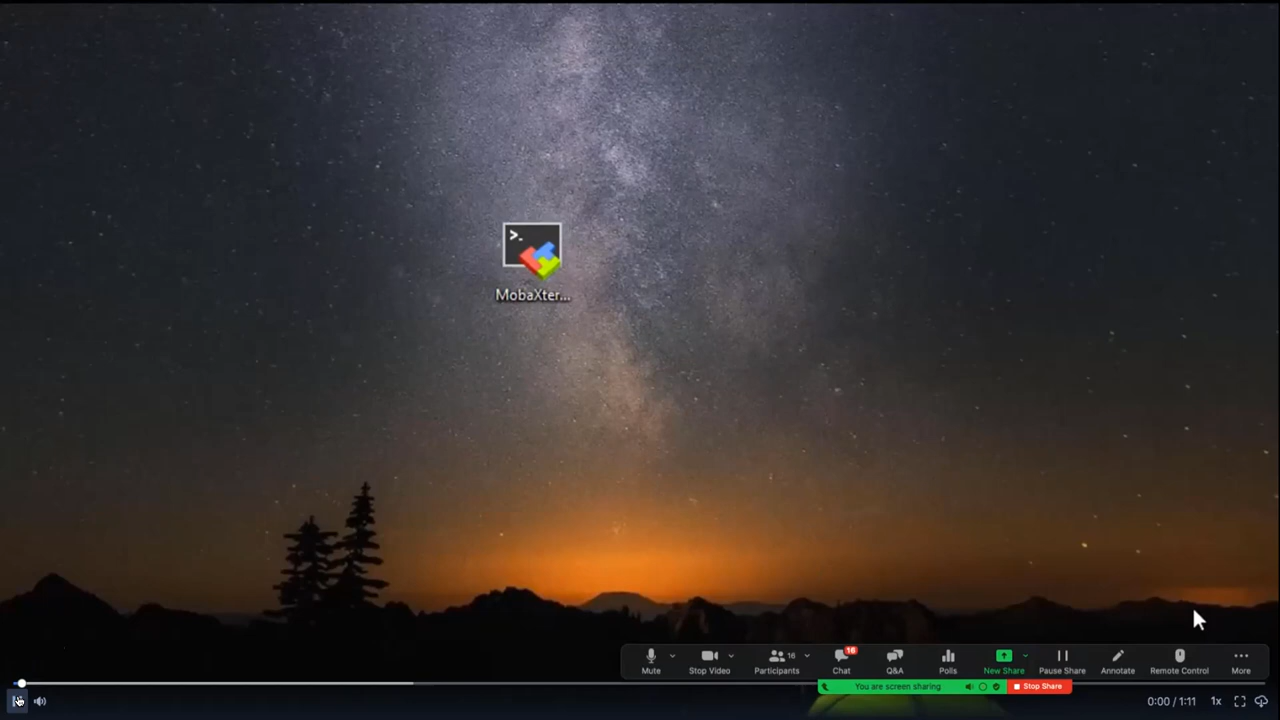 >_
MobaXter...
16
16
Mute
Stop Video
Participants
Chat
Q&A
Polls
New Share
Pause Share
Annotate
Remote Control
More
You are screen sharing
Stop Share
0:00 / 1:11
1x